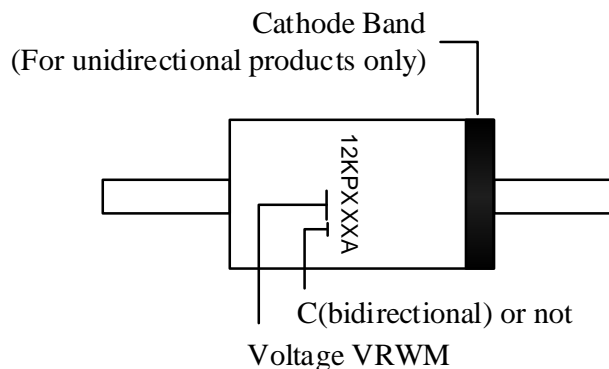 Cathode Band
(For unidirectional products only)
12KPXXXA
C(bidirectional) or not
Voltage VRWM